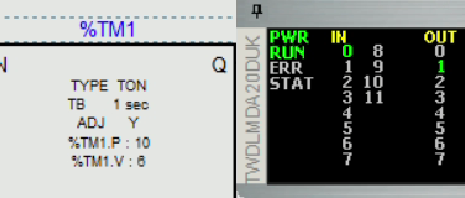 %TM1
N Q
TYPE TON
TB 1 sec
ADJ Y
%TM1.P : 10
%TM1.V : 6
TWDLMDA20DUK
PWR IN OUT
RUN 0 8 0
ERR 1 9 1
STAT 2 10 2
3 11 3
4 4
5 5
6 6
7 7